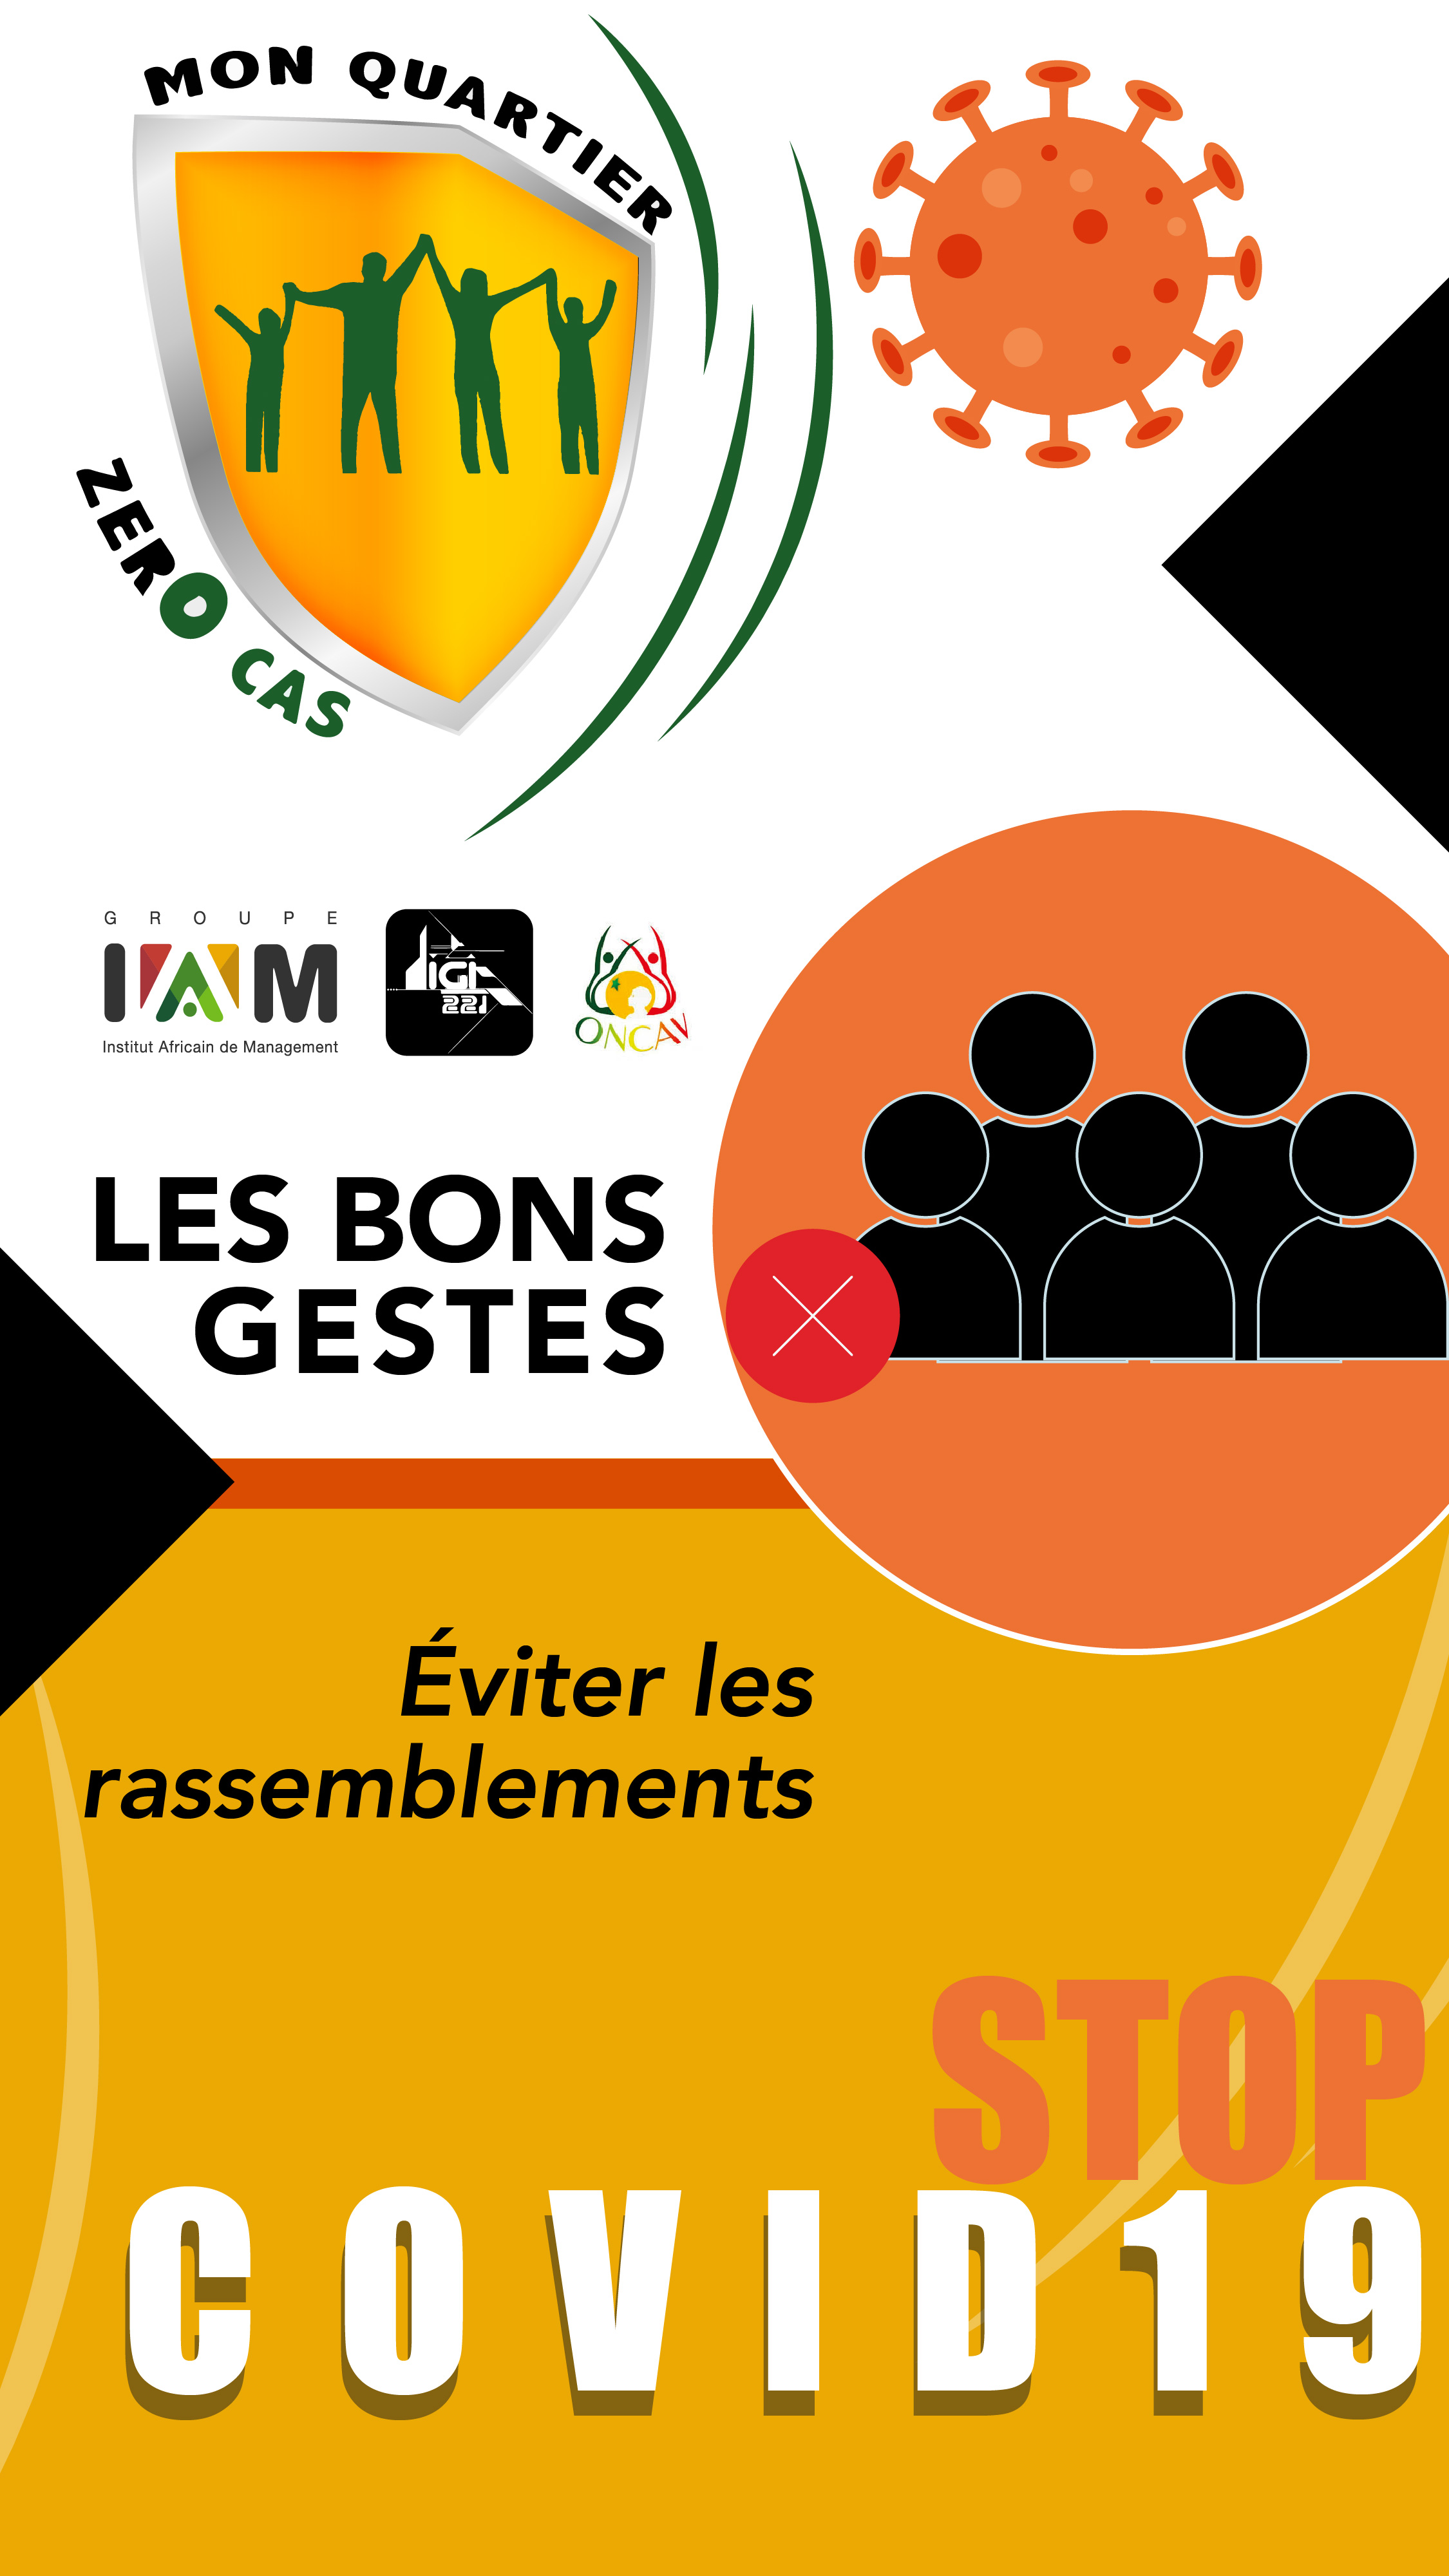 MON QUARTIER
ZERO CAS
GROUPE
IAM
Institut Africain de Management
221
ONCAV
LES BONS
GESTES
Éviter les
rassemblements
STOP
COVID19